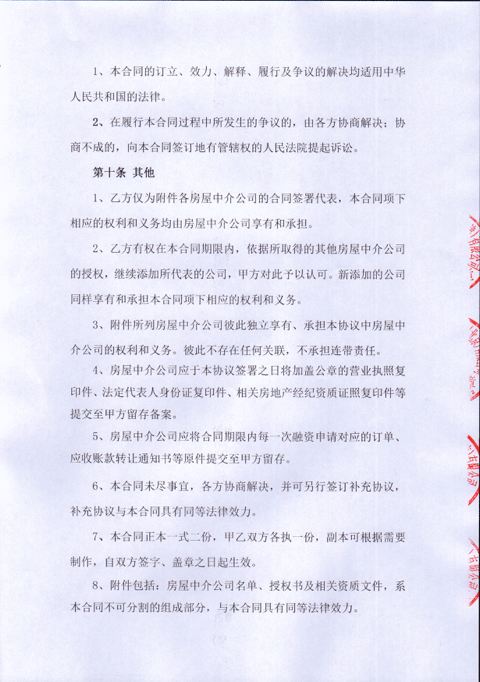 1、本合同的订立、效力、解释、履行及争议的解决均适用中华
人民共和国的法律。
2、在履行本合同过程中所发生的争议的，由各方协商解决；协
商不成的，向本合同签订地有管辖权的人民法院提起诉讼。
第十条 其他
1、乙方仅为附件各房屋中介公司的合同签署代表，本合同项下
相应的权利和义务均由房屋中介公司享有和承担。
2、乙方有权在本合同期限内，依据所取得的其他房屋中介公司
的授权，继续添加所代表的公司，甲方对此予以认可。新添加的公司
同样享有和承担本合同项下相应的权利和义务。
3、附件所列房屋中介公司彼此独立享有、承担本协议中房屋中
介公司的权利和义务。彼此不存在任何关联，不承担连带责任。
4、房屋中介公司应于本协议签署之日将加盖公章的营业执照复
印件、法定代表人身份证复印件、相关房地产经纪资质证照复印件等
提交至甲方留存备案。
5、房屋中介公司应将合同期限内每一次融资申请对应的订单、
应收账款转让通知书等原件提交至甲方留存。
6、本合同未尽事宜，各方协商解决，并可另行签订补充协议，
补充协议与本合同具有同等法律效力。
7、本合同正本一式二份，甲乙双方各执一份，副本可根据需要
制作，自双方签字、盖章之日起生效。
8、附件包括：房屋中介公司名单、授权书及相关资质文件，系
本合同不可分割的组成部分，与本合同具有同等法律效力。